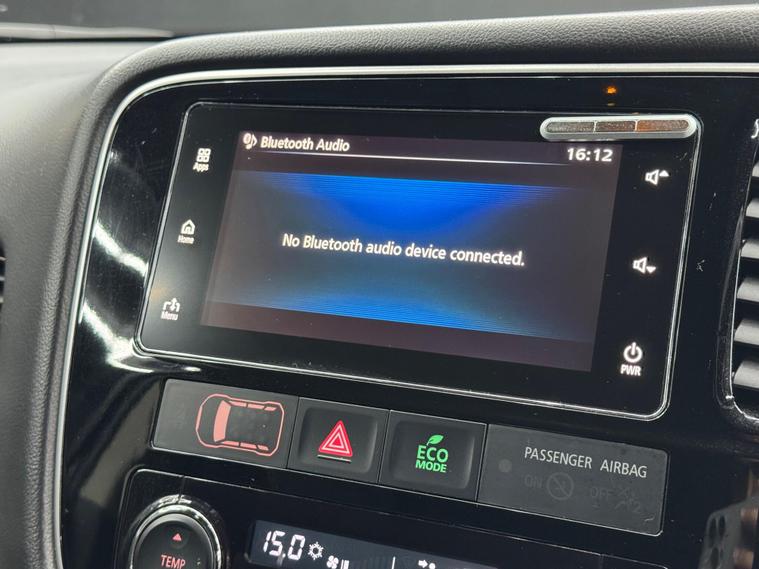 Bluetooth Audio
16:12
Apps
Home
Menu
No Bluetooth audio device connected.
PWR
ECO
MODE
PASSENGER AIRBAG
ON
OFF
2
TEMP
15.0